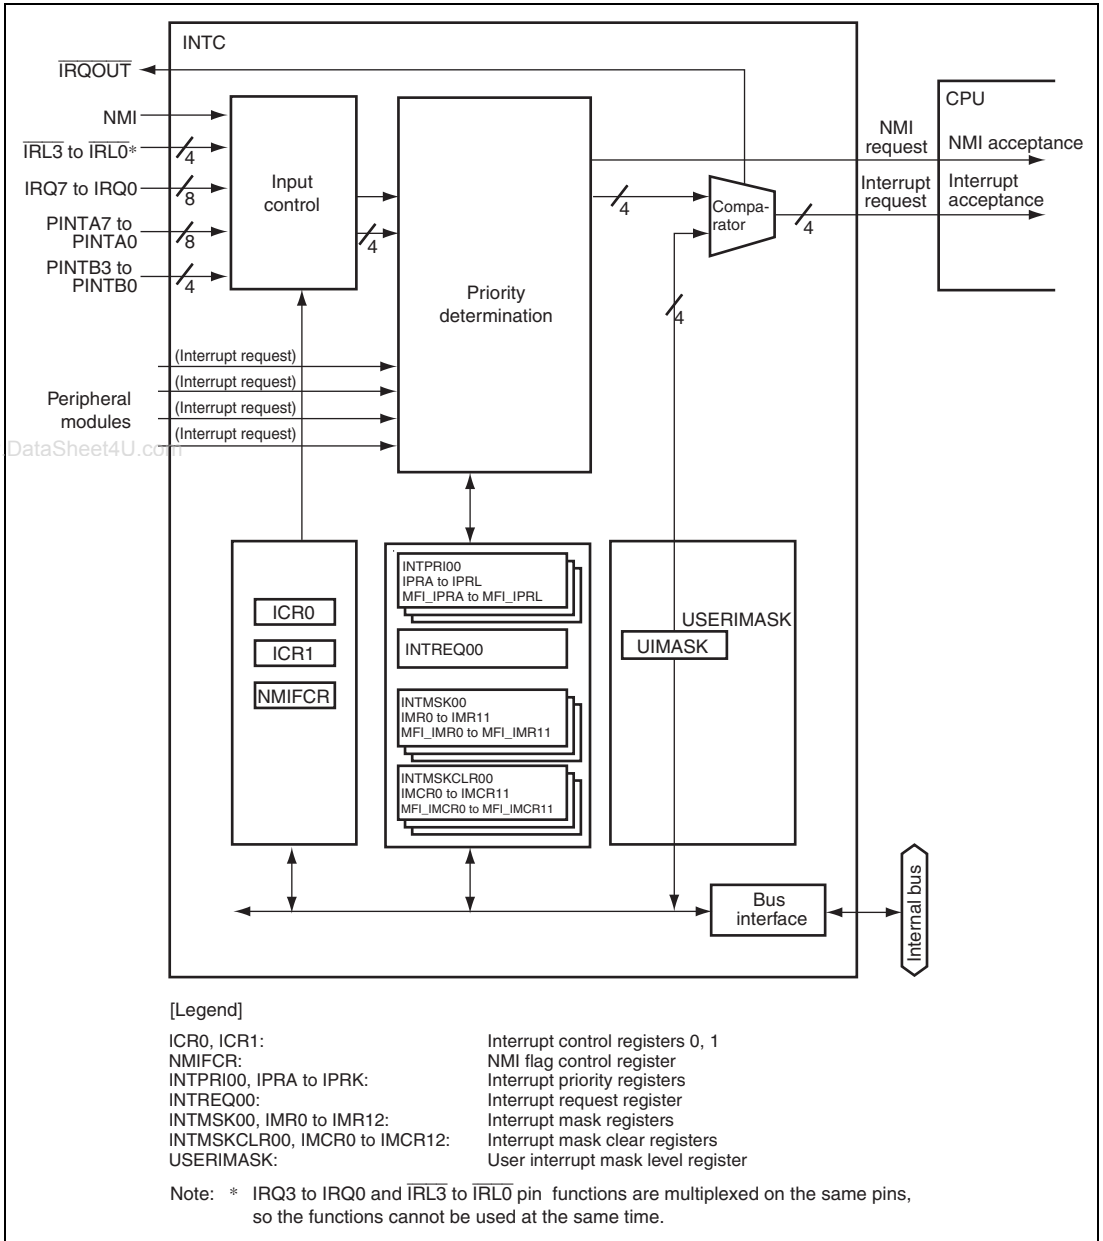 INTC
IRQOUT
NMI
IRL3 to IRL0*
4
IRQ7 to IRQ0
8
PINTA7 to
PINTA0
8
PINTB3 to
PINTB0
4
Input
control
4
Priority
determination
4
Compa-
rator
4
4
NMI
request
Interrupt
request
CPU
NMI acceptance
Interrupt
acceptance
(Interrupt request)
(Interrupt request)
(Interrupt request)
(Interrupt request)
Peripheral
modules
DataSheet4U.com
ICR0
ICR1
NMIFCR
INTPRI00
IPRA to IPRL
MFI_IPRA to MFI_IPRL
INTREQ00
INTMSK00
IMR0 to IMR11
MFI_IMR0 to MFI_IMR11
INTMSKCLR00
IMCR0 to IMCR11
MFI_IMCR0 to MFI_IMCR11
USERIMASK
UIMASK
Bus
interface
Internal bus
[Legend]
ICR0, ICR1: Interrupt control registers 0, 1
NMIFCR: NMI flag control register
INTPRI00, IPRA to IPRK: Interrupt priority registers
INTREQ00: Interrupt request register
INTMSK00, IMR0 to IMR12: Interrupt mask registers
INTMSKCLR00, IMCR0 to IMCR12: Interrupt mask clear registers
USERIMASK: User interrupt mask level register
Note: * IRQ3 to IRQ0 and IRL3 to IRL0 pin functions are multiplexed on the same pins,
so the functions cannot be used at the same time.